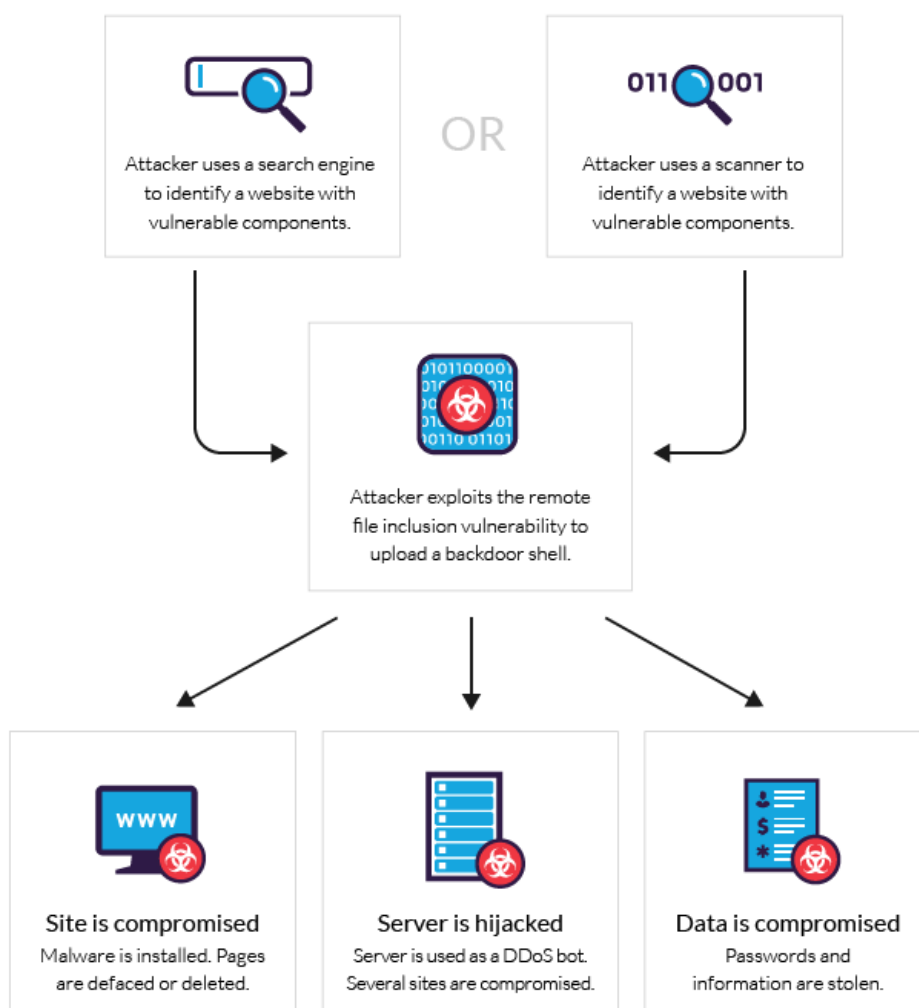 011 001
Attacker uses a search engine
to identify a website with
vulnerable components.
OR
Attacker uses a scanner to
identify a website with
vulnerable components.
0101100001
Attacker exploits the remote
file inclusion vulnerability to
upload a backdoor shell.
www
Site is compromised
Malware is installed. Pages
are defaced or deleted.
Server is hijacked
Server is used as a DDoS bot.
Several sites are compromised.
$
*
Data is compromised
Passwords and
information are stolen.